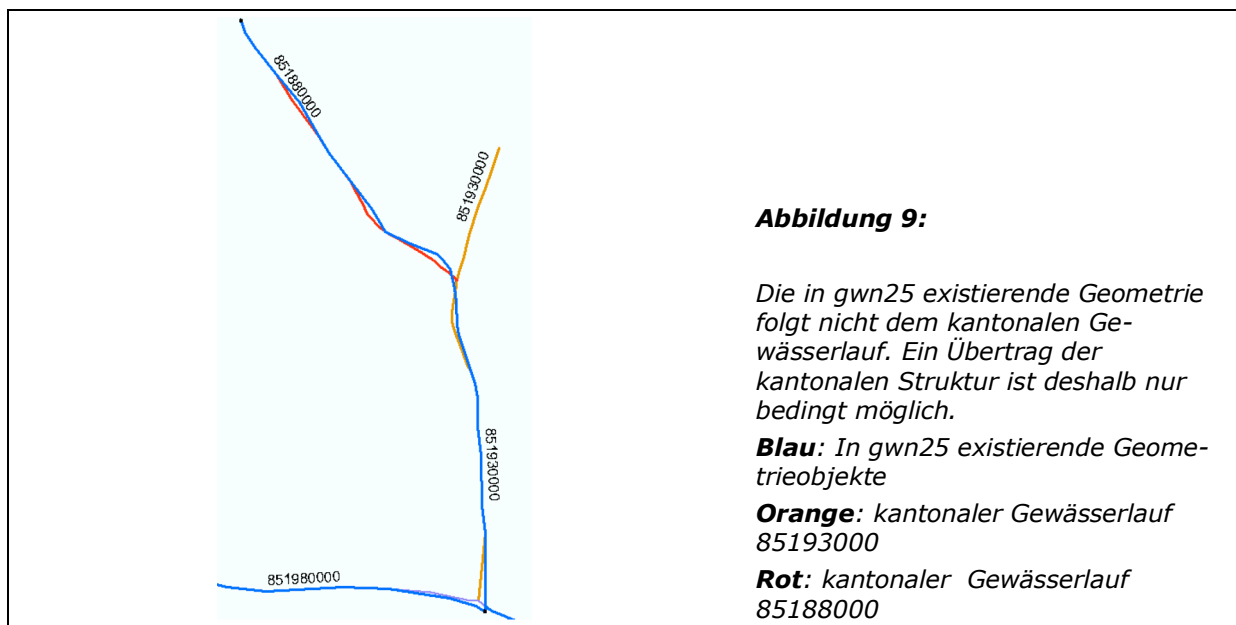 851880000
851930000
851930000
851980000
Abbildung 9:
Die in gwn25 existierende Geometrie
folgt nicht dem kantonalen Ge-
wässerlauf. Ein Übertrag der
kantonalen Struktur ist deshalb nur
bedingt möglich.
Blau: In gwn25 existierende Geome-
trieobjekte
Orange: kantonaler Gewässerlauf
85193000
Rot: kantonaler Gewässerlauf
85188000